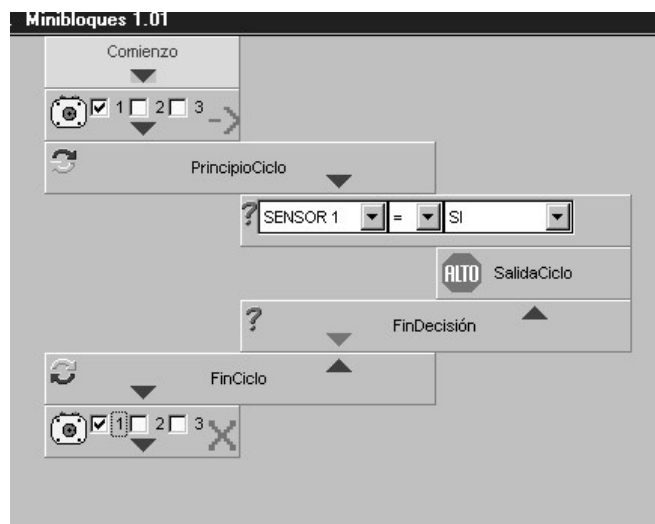 Minibloques 1.01
Comienzo
1 2 3
PrincipioCiclo
? SENSOR 1 = SI
ALTO SalidaCiclo
? FinDecisión
FinCiclo
1 2 3